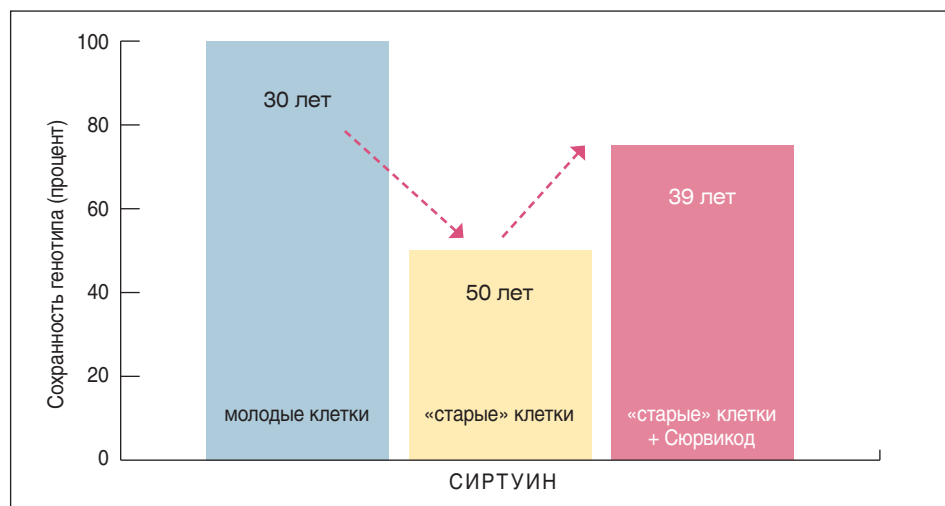 Сохранность генотипа (процент)
100
80
60
40
20
0
30 лет
50 лет
39 лет
молодые клетки
«старые» клетки
«старые» клетки
+ Сюрвикод
СИРТУИН